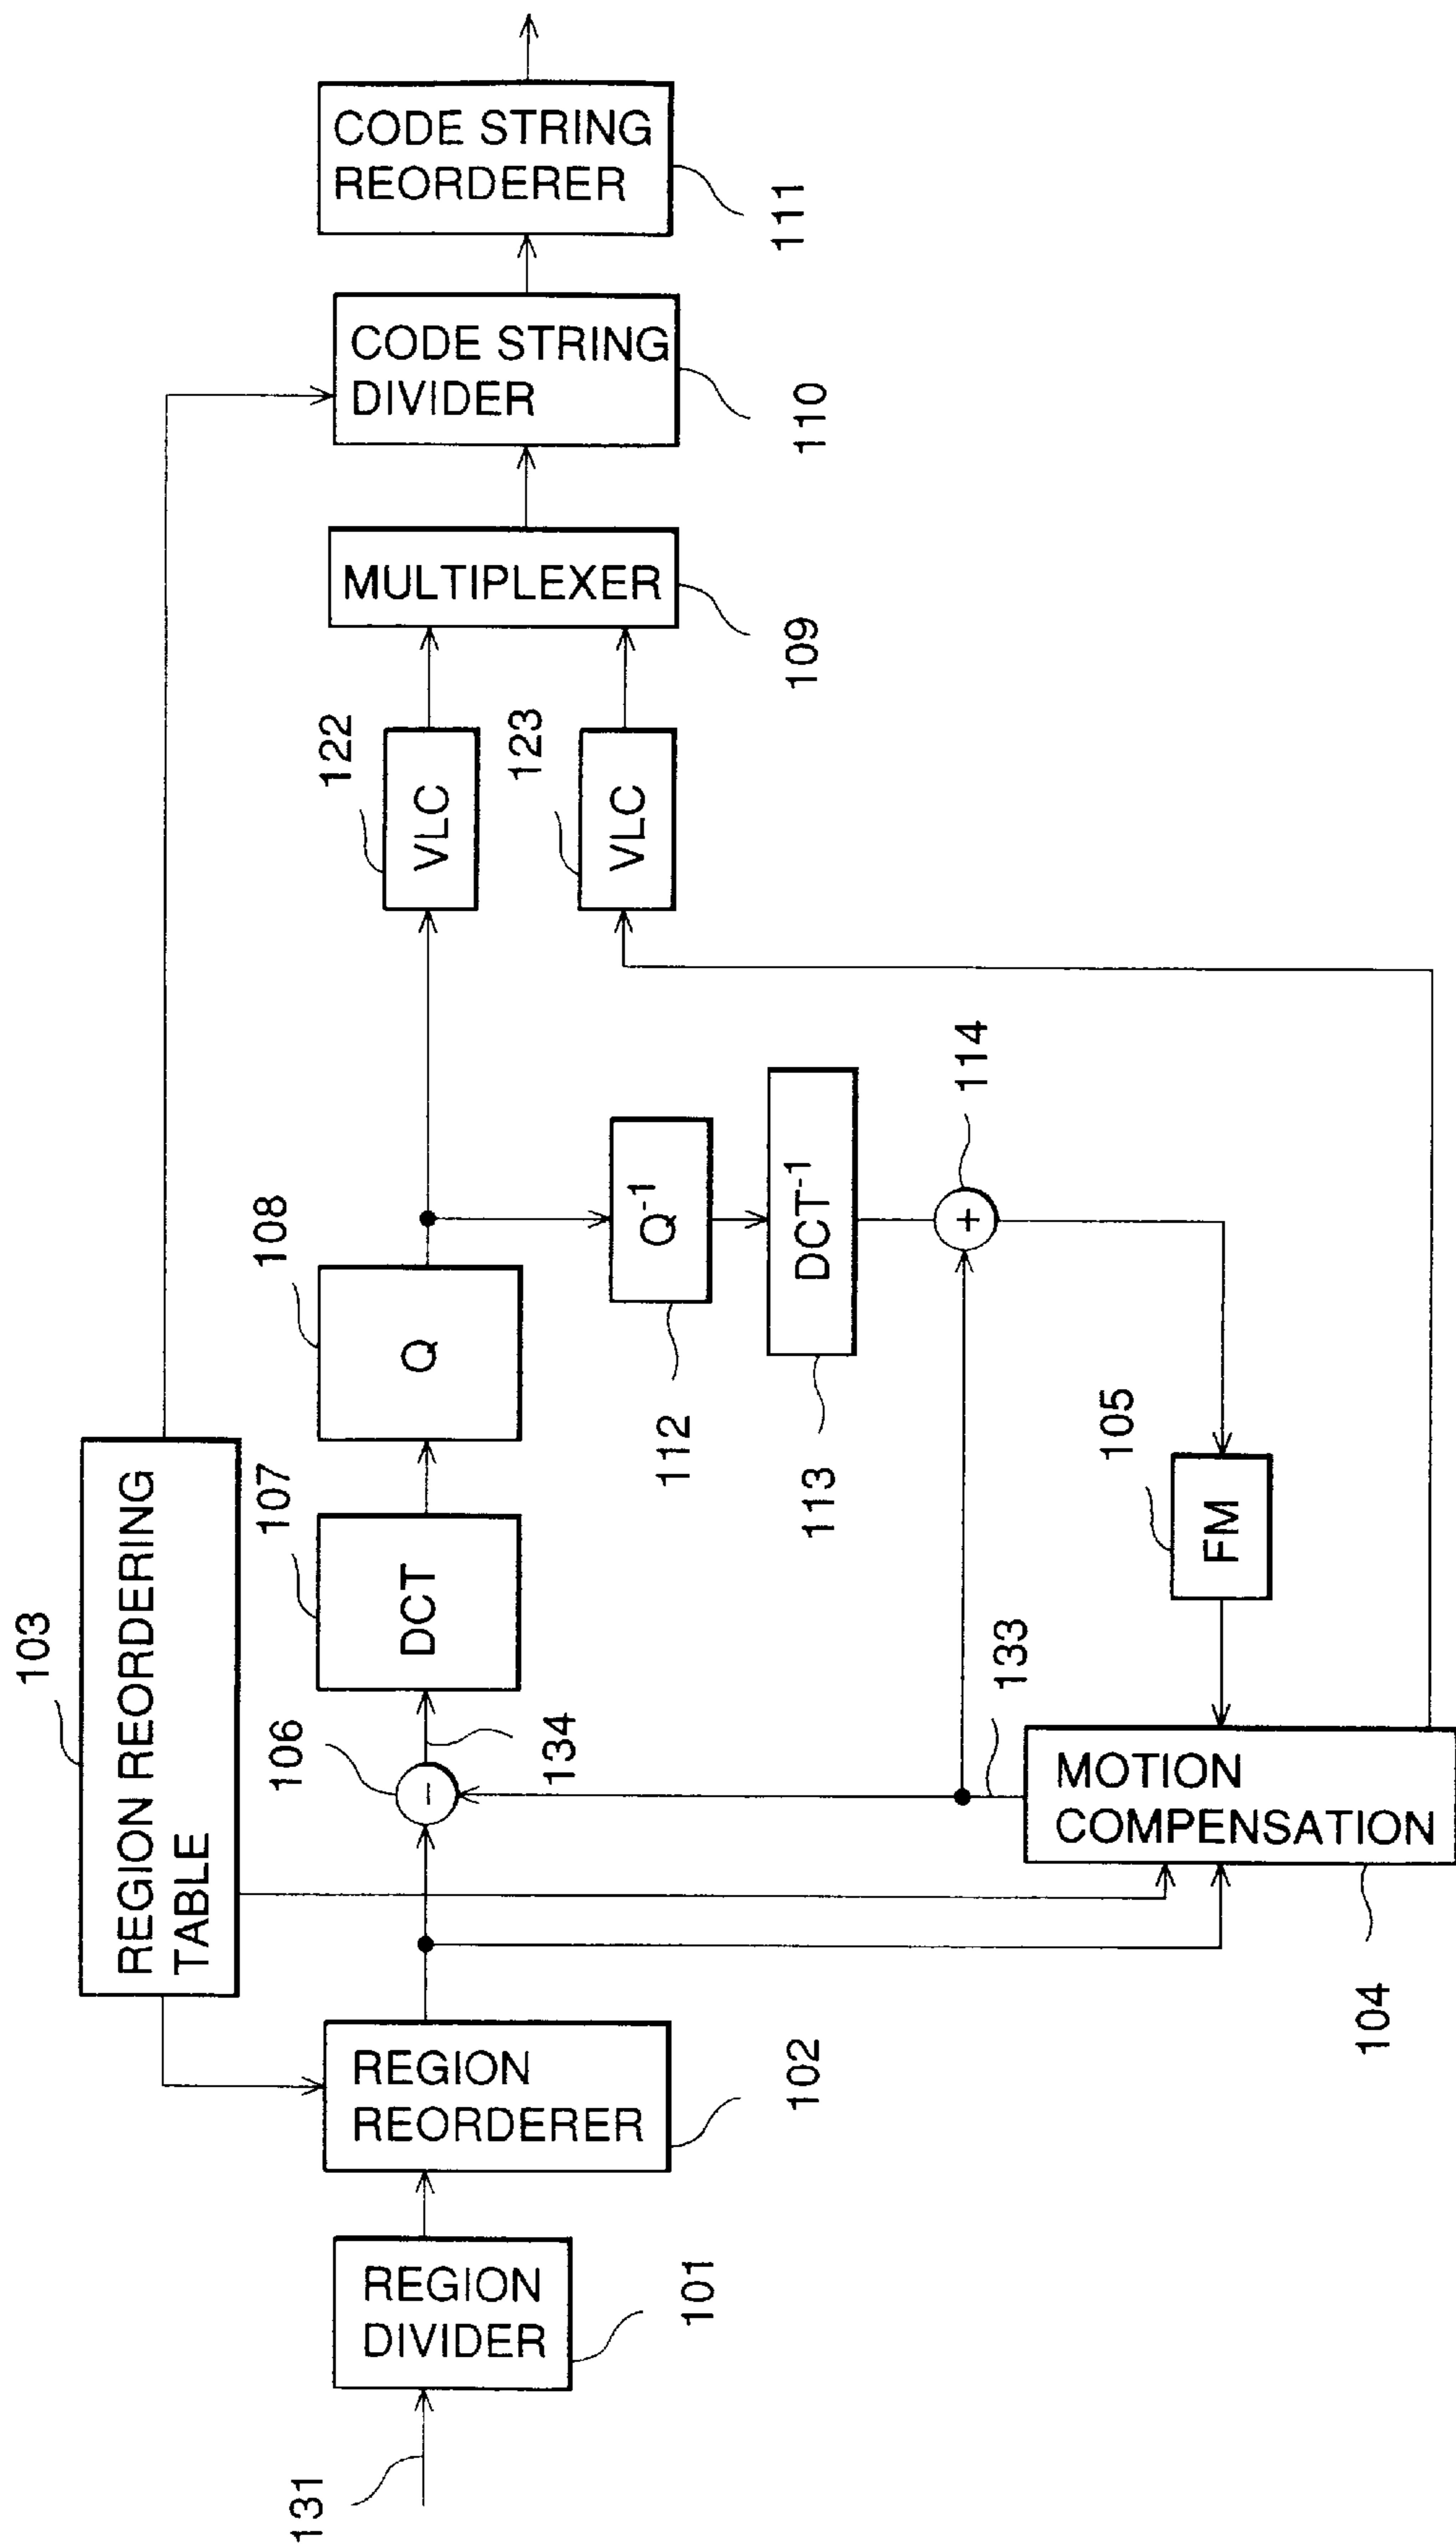 103
REGION REORDERING
TABLE
131
REGION
DIVIDER
101
REGION
REORDERER
102
106
134
107
DCT
108
Q
122
VLC
123
VLC
MULTIPLEXER
109
CODE STRING
DIVIDER
110
CODE STRING
REORDERER
111
Q-1
112
DCT-1
113
+
114
-
133
105
FM
MOTION
COMPENSATION
104